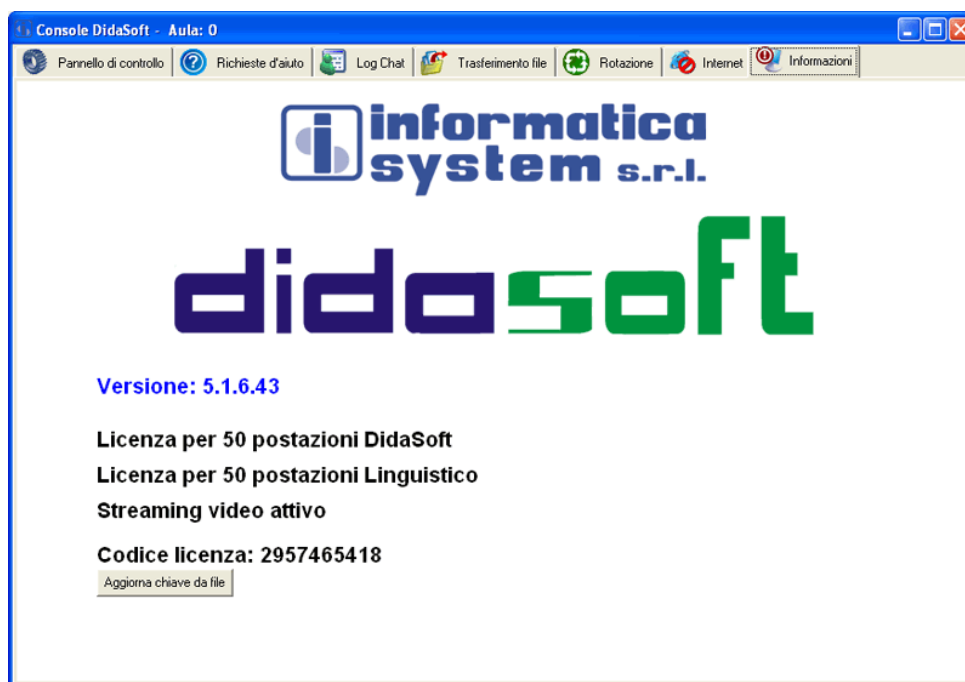 Console DidaSoft - Aula: 0
Pannello di controllo Richieste d'aiuto Log Chat Trasferimento file Rotazione Internet Informazioni
informatica
system s.r.l.
didasoft
Versione: 5.1.6.43
Licenza per 50 postazioni DidaSoft
Licenza per 50 postazioni Linguistico
Streaming video attivo
Codice licenza: 2957465418
Aggiorna chiave da file